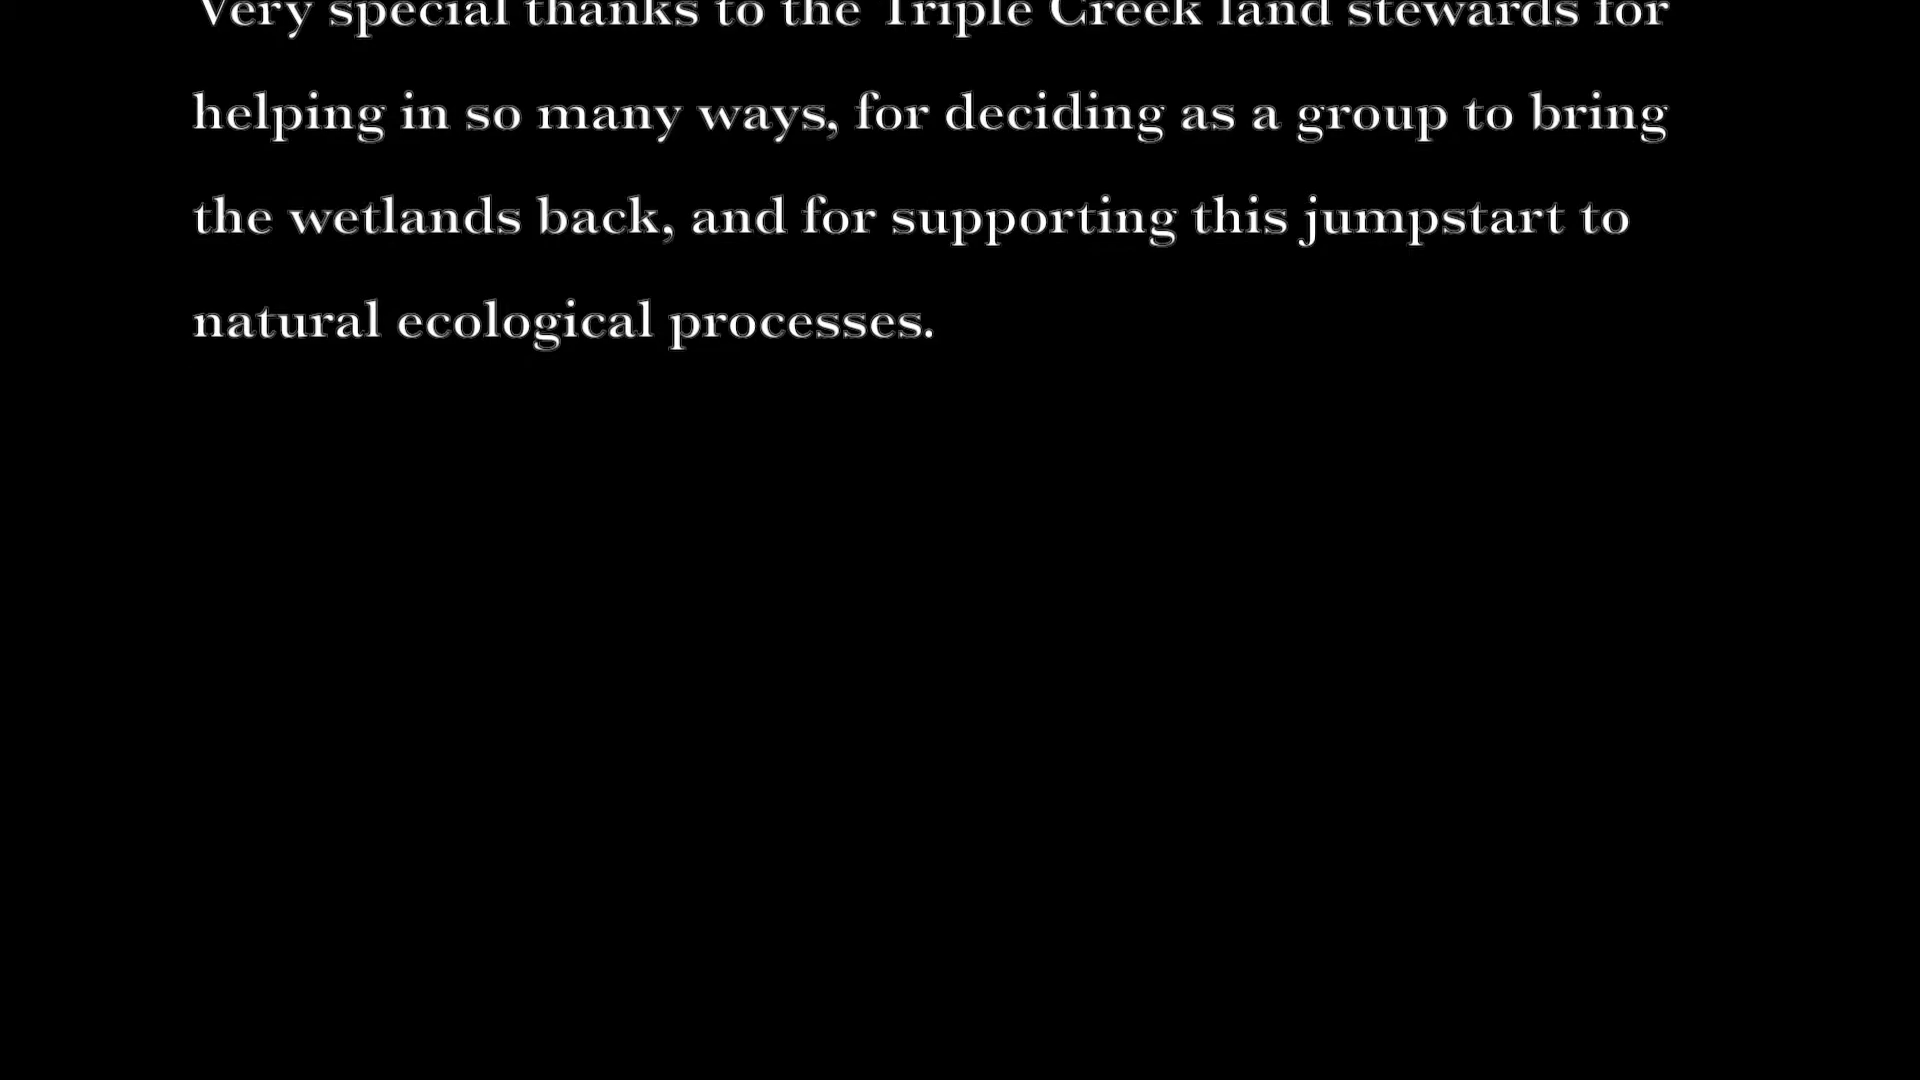 Very special thanks to the Triple Creek land stewards for
helping in so many ways, for deciding as a group to bring
the wetlands back, and for supporting this jumpstart to
natural ecological processes.